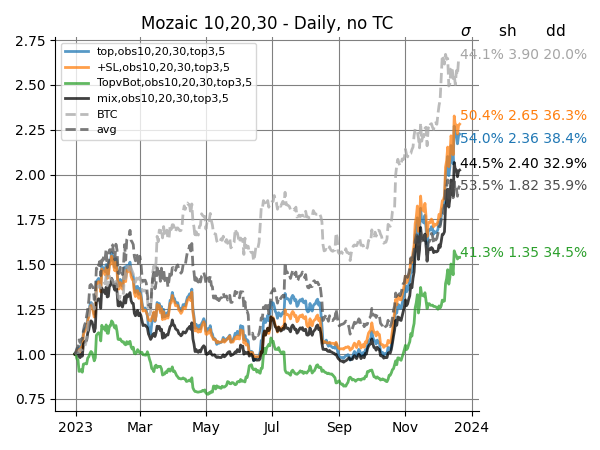 Mozaic 10,20,30 - Daily, no TC
σ sh dd
2.75
2.50
2.25
2.00
1.75
1.50
1.25
1.00
0.75
top,obs10,20,30,top3,5
+SL,obs10,20,30,top3,5
TopvBot,obs10,20,30,top3,5
mix,obs10,20,30,top3,5
BTC
avg
44.1% 3.90 20.0%
50.4% 2.65 36.3%
54.0% 2.36 38.4%
44.5% 2.40 32.9%
53.5% 1.82 35.9%
41.3% 1.35 34.5%
2023 Mar May Jul Sep Nov 2024